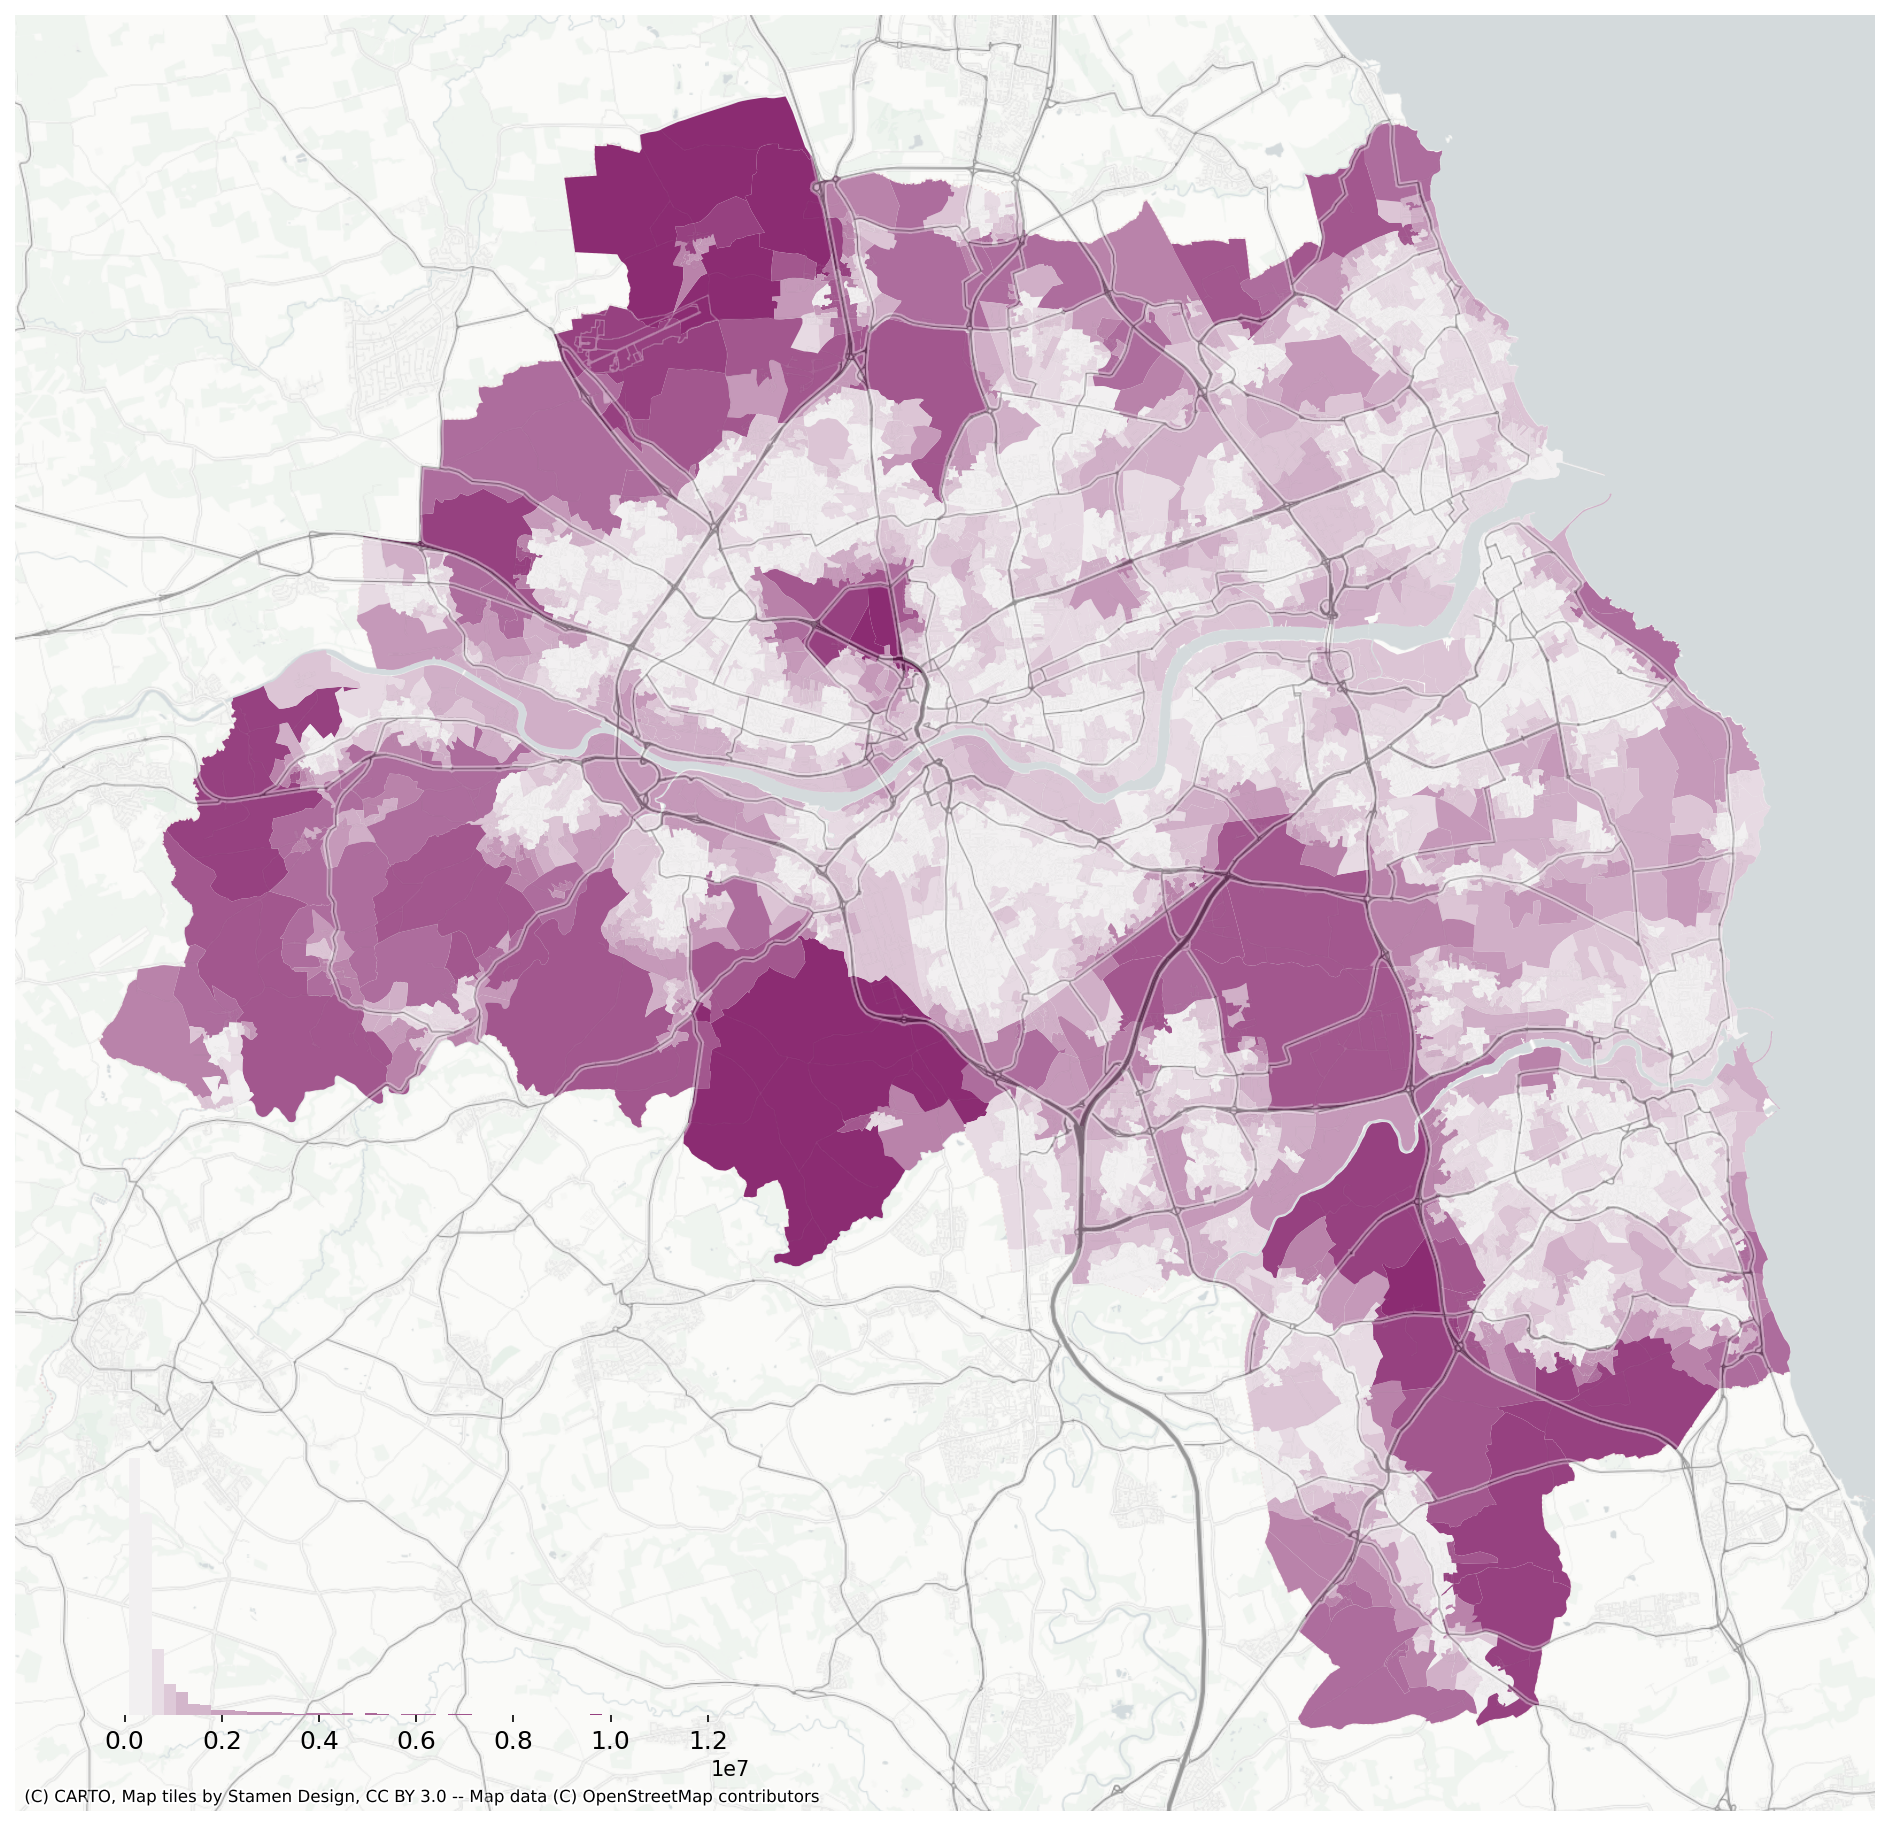 0.0 0.2 0.4 0.6 0.8 1.0 1.2
1e7
(C) CARTO, Map tiles by Stamen Design, CC BY 3.0 -- Map data (C) OpenStreetMap contributors